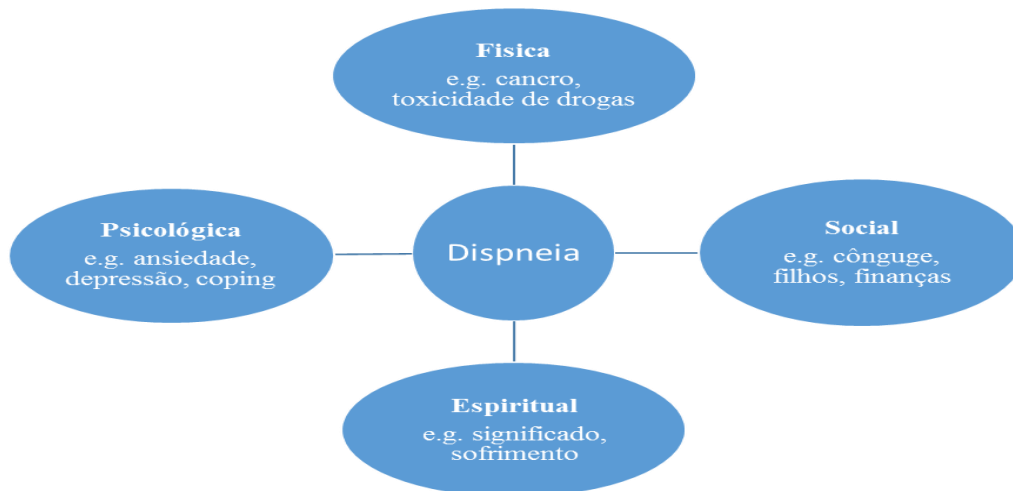 Fisica
e.g. cancro,
toxicidade de drogas
Psicológica
e.g. ansiedade,
depressão, coping
Dispneia
Social
e.g. cônguge,
filhos, finanças
Espiritual
e.g. significado,
sofrimento